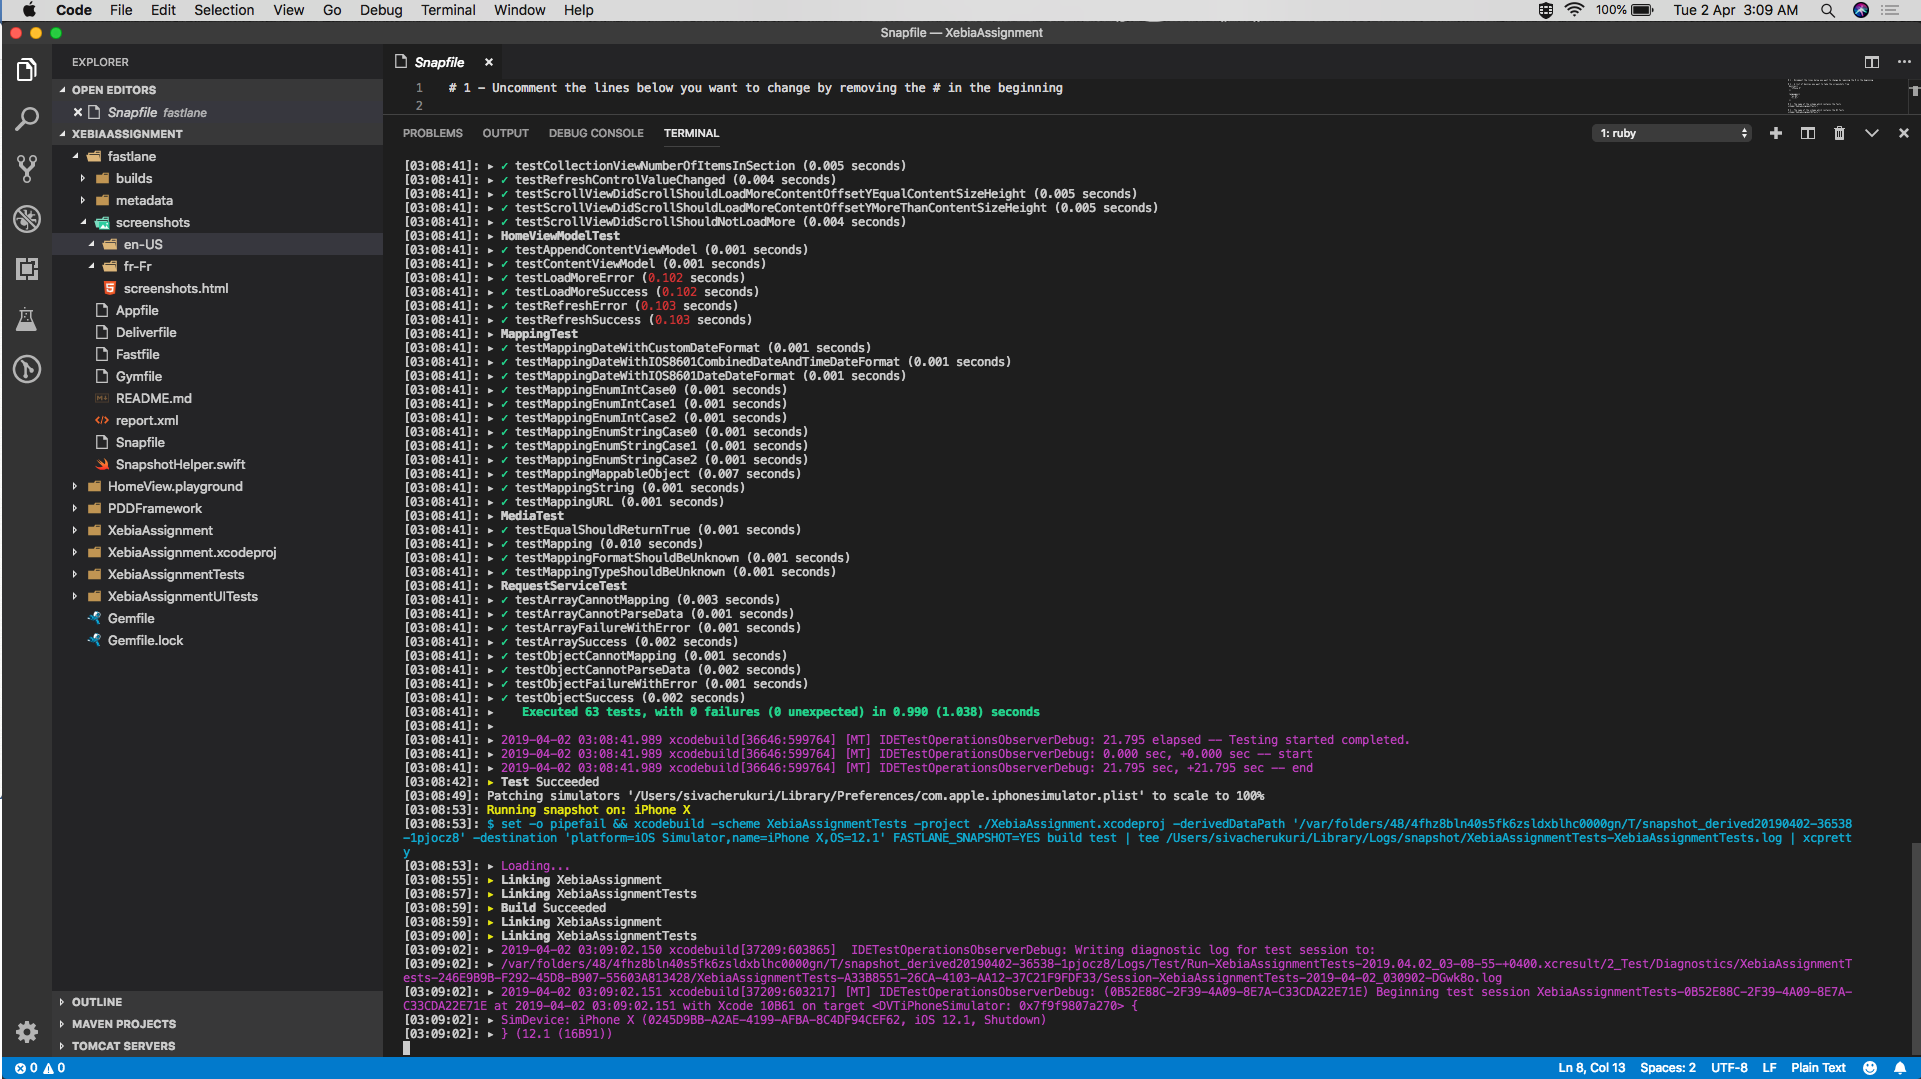 Code File Edit Selection View Go Debug Terminal Window Help 100% Tue 2 Apr 3:09 AM
Snapfile — XebiaAssignment
EXPLORER
OPEN EDITORS
Snapfile fastlane
XEBIAASSIGNMENT
fastlane
builds
metadata
screenshots
en-US
fr-Fr
screenshots.html
Appfile
Deliverfile
Fastfile
Gymfile
README.md
report.xml
Snapfile
SnapshotHelper.swift
HomeView.playground
PDDFramework
XebiaAssignment
XebiaAssignment.xcodeproj
XebiaAssignmentTests
XebiaAssignmentUITests
Gemfile
Gemfile.lock
OUTLINE
MAVEN PROJECTS
TOMCAT SERVERS
Snapfile
1 # 1 - Uncomment the lines below you want to change by removing the # in the beginning
2
PROBLEMS OUTPUT DEBUG CONSOLE TERMINAL 1: ruby
[03:08:41]: ▸ ✓ testCollectionViewNumberOfItemsInSection (0.005 seconds)
[03:08:41]: ▸ ✓ testRefreshControlValueChanged (0.004 seconds)
[03:08:41]: ▸ ✓ testScrollViewDidScrollShouldLoadMoreContentOffsetYEqualContentSizeHeight (0.005 seconds)
[03:08:41]: ▸ ✓ testScrollViewDidScrollShouldLoadMoreContentOffsetYMoreThanContentSizeHeight (0.005 seconds)
[03:08:41]: ▸ ✓ testScrollViewDidScrollShouldNotLoadMore (0.004 seconds)
[03:08:41]: ▸ HomeViewModelTest
[03:08:41]: ▸ ✓ testAppendContentViewModel (0.001 seconds)
[03:08:41]: ▸ ✓ testContentViewModel (0.001 seconds)
[03:08:41]: ▸ ✓ testLoadMoreError (0.102 seconds)
[03:08:41]: ▸ ✓ testLoadMoreSuccess (0.102 seconds)
[03:08:41]: ▸ ✓ testRefreshError (0.103 seconds)
[03:08:41]: ▸ ✓ testRefreshSuccess (0.103 seconds)
[03:08:41]: ▸ MappingTest
[03:08:41]: ▸ ✓ testMappingDateWithCustomDateFormat (0.001 seconds)
[03:08:41]: ▸ ✓ testMappingDateWithIOS8601CombinedDateAndTimeDateFormat (0.001 seconds)
[03:08:41]: ▸ ✓ testMappingDateWithIOS8601DateDateFormat (0.001 seconds)
[03:08:41]: ▸ ✓ testMappingEnumIntCase0 (0.001 seconds)
[03:08:41]: ▸ ✓ testMappingEnumIntCase1 (0.001 seconds)
[03:08:41]: ▸ ✓ testMappingEnumIntCase2 (0.001 seconds)
[03:08:41]: ▸ ✓ testMappingEnumStringCase0 (0.001 seconds)
[03:08:41]: ▸ ✓ testMappingEnumStringCase1 (0.001 seconds)
[03:08:41]: ▸ ✓ testMappingEnumStringCase2 (0.001 seconds)
[03:08:41]: ▸ ✓ testMappingMappableObject (0.007 seconds)
[03:08:41]: ▸ ✓ testMappingString (0.001 seconds)
[03:08:41]: ▸ ✓ testMappingURL (0.001 seconds)
[03:08:41]: ▸ MediaTest
[03:08:41]: ▸ ✓ testEqualShouldReturnTrue (0.001 seconds)
[03:08:41]: ▸ ✓ testMapping (0.010 seconds)
[03:08:41]: ▸ ✓ testMappingFormatShouldBeUnknown (0.001 seconds)
[03:08:41]: ▸ ✓ testMappingTypeShouldBeUnknown (0.001 seconds)
[03:08:41]: ▸ RequestServiceTest
[03:08:41]: ▸ ✓ testArrayCannotMapping (0.003 seconds)
[03:08:41]: ▸ ✓ testArrayCannotParseData (0.001 seconds)
[03:08:41]: ▸ ✓ testArrayFailureWithError (0.001 seconds)
[03:08:41]: ▸ ✓ testArraySuccess (0.002 seconds)
[03:08:41]: ▸ ✓ testObjectCannotMapping (0.001 seconds)
[03:08:41]: ▸ ✓ testObjectCannotParseData (0.002 seconds)
[03:08:41]: ▸ ✓ testObjectFailureWithError (0.001 seconds)
[03:08:41]: ▸ ✓ testObjectSuccess (0.002 seconds)
[03:08:41]: ▸ Executed 63 tests, with 0 failures (0 unexpected) in 0.990 (1.038) seconds
[03:08:41]: ▸
[03:08:41]: ▸ 2019-04-02 03:08:41.989 xcodebuild[36646:599764] [MT] IDETestOperationsObserverDebug: 21.795 elapsed -- Testing started completed.
[03:08:41]: ▸ 2019-04-02 03:08:41.989 xcodebuild[36646:599764] [MT] IDETestOperationsObserverDebug: 0.000 sec, +0.000 sec -- start
[03:08:41]: ▸ 2019-04-02 03:08:41.989 xcodebuild[36646:599764] [MT] IDETestOperationsObserverDebug: 21.795 sec, +21.795 sec -- end
[03:08:42]: ▸ Test Succeeded
[03:08:49]: Patching simulators '/Users/sivacherukuri/Library/Preferences/com.apple.iphonesimulator.plist' to scale to 100%
[03:08:53]: Running snapshot on: iPhone X
[03:08:53]: $ set -o pipefail && xcodebuild -scheme XebiaAssignmentTests -project ./XebiaAssignment.xcodeproj -derivedDataPath '/var/folders/48/4fhz8bln40s5fk6zsldxblhc0000gn/T/snapshot_derived20190402-36538
-1pjocz8' -destination 'platform=iOS Simulator,name=iPhone X,OS=12.1' FASTLANE_SNAPSHOT=YES build test | tee /Users/sivacherukuri/Library/Logs/snapshot/XebiaAssignmentTests-XebiaAssignmentTests.log | xcprett
y
[03:08:53]: ▸ Loading...
[03:08:55]: ▸ Linking XebiaAssignment
[03:08:57]: ▸ Linking XebiaAssignmentTests
[03:08:59]: ▸ Build Succeeded
[03:08:59]: ▸ Linking XebiaAssignment
[03:09:00]: ▸ Linking XebiaAssignmentTests
[03:09:02]: ▸ 2019-04-02 03:09:02.150 xcodebuild[37209:603865] IDETestOperationsObserverDebug: Writing diagnostic log for test session to:
[03:09:02]: ▸ /var/folders/48/4fhz8bln40s5fk6zsldxblhc0000gn/T/snapshot_derived20190402-36538-1pjocz8/Logs/Test/Run-XebiaAssignmentTests-2019.04.02_03-08-55-+0400.xcresult/2_Test/Diagnostics/XebiaAssignmentT
ests-246E9B9B-F292-45D8-B907-55603A813428/XebiaAssignmentTests-A33B8551-26CA-4103-AA12-37C21F9FDF33/Session-XebiaAssignmentTests-2019-04-02_030902-DGwk8o.log
[03:09:02]: ▸ 2019-04-02 03:09:02.151 xcodebuild[37209:603217] [MT] IDETestOperationsObserverDebug: (0B52E88C-2F39-4A09-8E7A-C33CDA22E71E) Beginning test session XebiaAssignmentTests-0B52E88C-2F39-4A09-8E7A-
C33CDA22E71E at 2019-04-02 03:09:02.151 with Xcode 10B61 on target <DVTiPhoneSimulator: 0x7f9f9807a270> {
[03:09:02]: ▸ SimDevice: iPhone X (0245D9BB-A2AE-4199-AFBA-8C4DF94CEF62, iOS 12.1, Shutdown)
[03:09:02]: ▸ } (12.1 (16B91))
0 0 Ln 8, Col 13 Spaces: 2 UTF-8 LF Plain Text